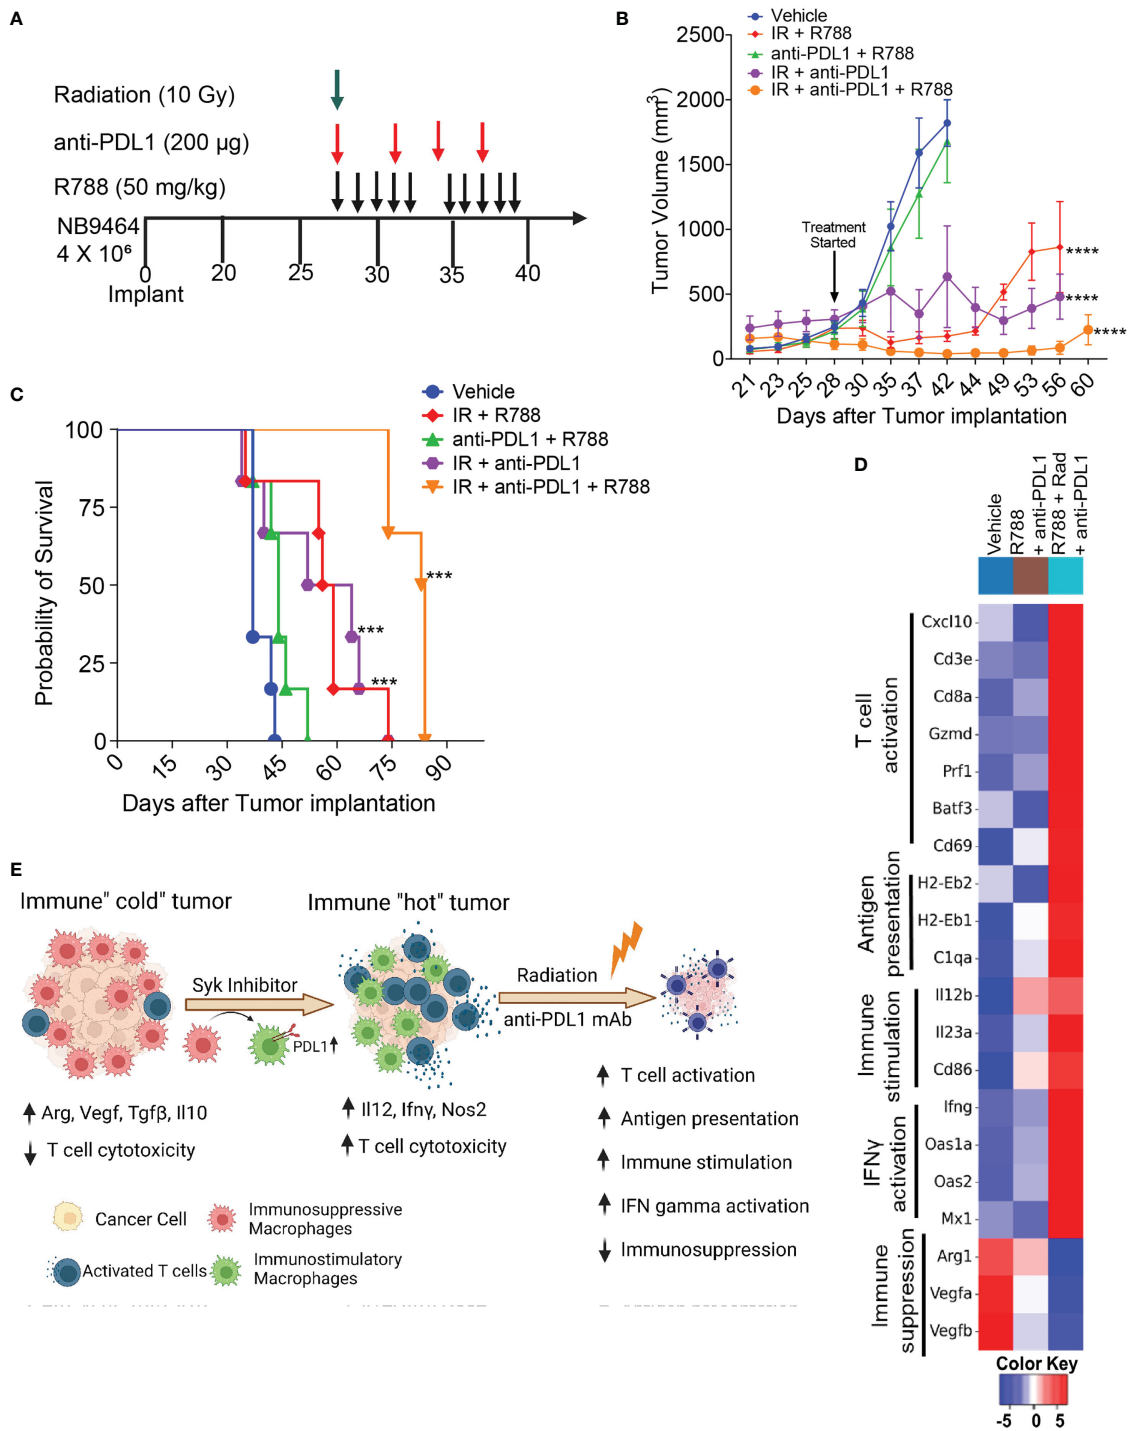 A
Radiation (10 Gy)
anti-PDL1 (200 µg)
R788 (50 mg/kg)
NB9464
4 X 10⁶
0
20
25
30
35
40
Implant
B
Vehicle
IR + R788
anti-PDL1 + R788
IR + anti-PDL1
IR + anti-PDL1 + R788
Tumor Volume (mm³)
2500
2000
1500
1000
500
0
Treatment
Started
****
****
****
21
23
25
28
30
35
37
42
44
49
53
56
60
Days after Tumor implantation
C
Vehicle
IR + R788
anti-PDL1 + R788
IR + anti-PDL1
IR + anti-PDL1 + R788
Probability of Survival
100
75
50
25
0
***
***
***
0
15
30
45
60
75
90
Days after Tumor implantation
D
Vehicle
R788
+ anti-PDL1
R788 + Rad
+ anti-PDL1
T cell
activation
Cxcl10
Cd3e
Cd8a
Gzmd
Prf1
Batf3
Cd69
Antigen
presentation
H2-Eb2
H2-Eb1
C1qa
Immune
stimulation
Il12b
Il23a
Cd86
IFNγ
activation
Ifng
Oas1a
Oas2
Mx1
Immune
suppression
Arg1
Vegfa
Vegfb
Color Key
-5 0 5
E
Immune" cold" tumor
Immune "hot" tumor
Syk Inhibitor
PDL1
Radiation
anti-PDL1 mAb
Arg, Vegf, Tgfβ, Il10
T cell cytotoxicity
Il12, Ifnγ, Nos2
T cell cytotoxicity
T cell activation
Antigen presentation
Immune stimulation
IFN gamma activation
Immunosuppression
Cancer Cell
Immunosuppressive
Macrophages
Activated T cells
Immunostimulatory
Macrophages